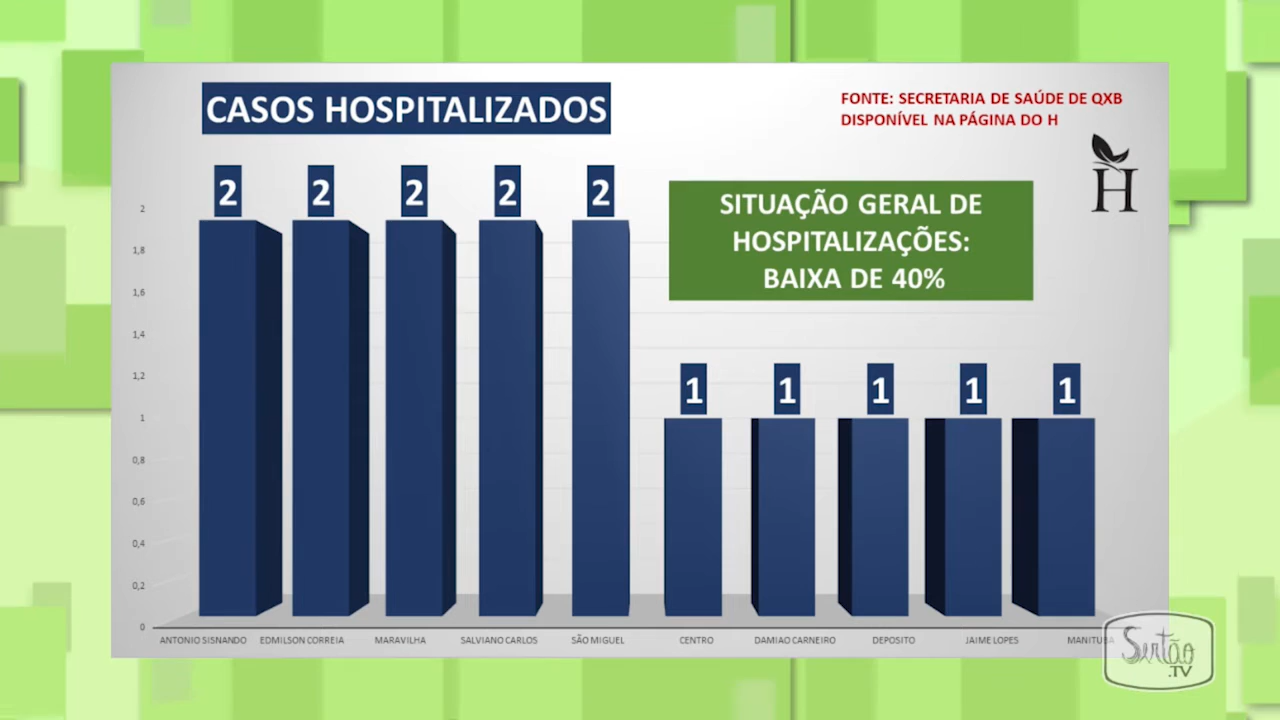 CASOS HOSPITALIZADOS
FONTE: SECRETARIA DE SAÚDE DE QXB
DISPONÍVEL NA PÁGINA DO H
H
SITUAÇÃO GERAL DE
HOSPITALIZAÇÕES:
BAIXA DE 40%
2 2 2 2 2 1 1 1 1 1
2
1,8
1,6
1,4
1,2
1
0,8
0,6
0,4
0,2
0
ANTONIO SISNANDO EDMILSON CORREIA MARAVILHA SALVIANO CARLOS SÃO MIGUEL CENTRO DAMIAO CARNEIRO DEPOSITO JAIME LOPES MANITUBA
Sertão
.TV